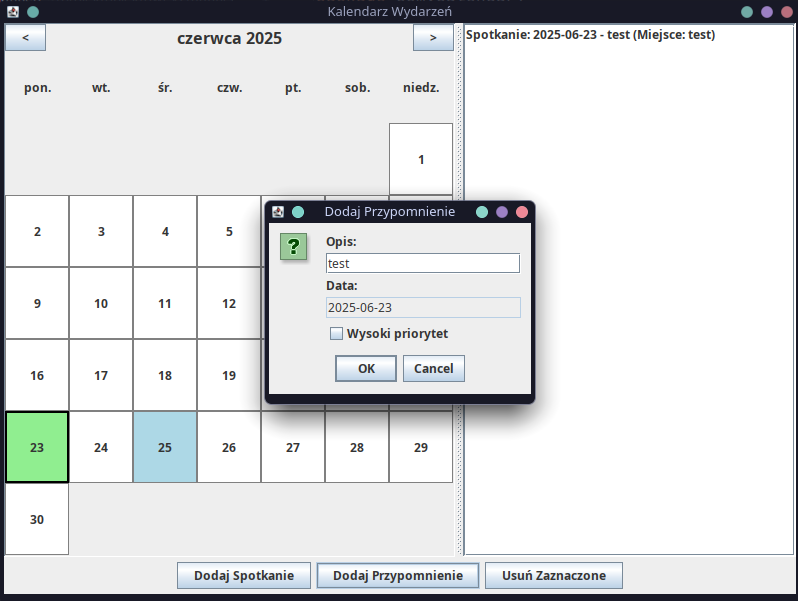 Kalendarz Wydarzeń
< czerwca 2025 >
Spotkanie: 2025-06-23 - test (Miejsce: test)
pon. wt. śr. czw. pt. sob. niedz.
1
2 3 4 5
Dodaj Przypomnienie
?
Opis:
test
Data:
2025-06-23
Wysoki priorytet
OK Cancel
9 10 11 12
16 17 18 19
23 24 25 26 27 28 29
30
Dodaj Spotkanie Dodaj Przypomnienie Usuń Zaznaczone